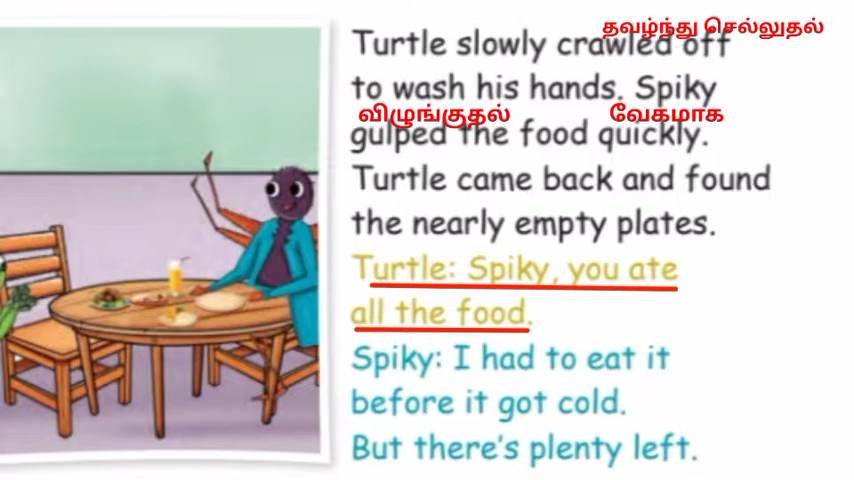 தவழ்ந்து செல்லுதல்
Turtle slowly crawled off
to wash his hands. Spiky
விழுங்குதல் வேகமாக
gulped the food quickly.
Turtle came back and found
the nearly empty plates.
Turtle: Spiky, you ate
all the food.
Spiky: I had to eat it
before it got cold.
But there's plenty left.